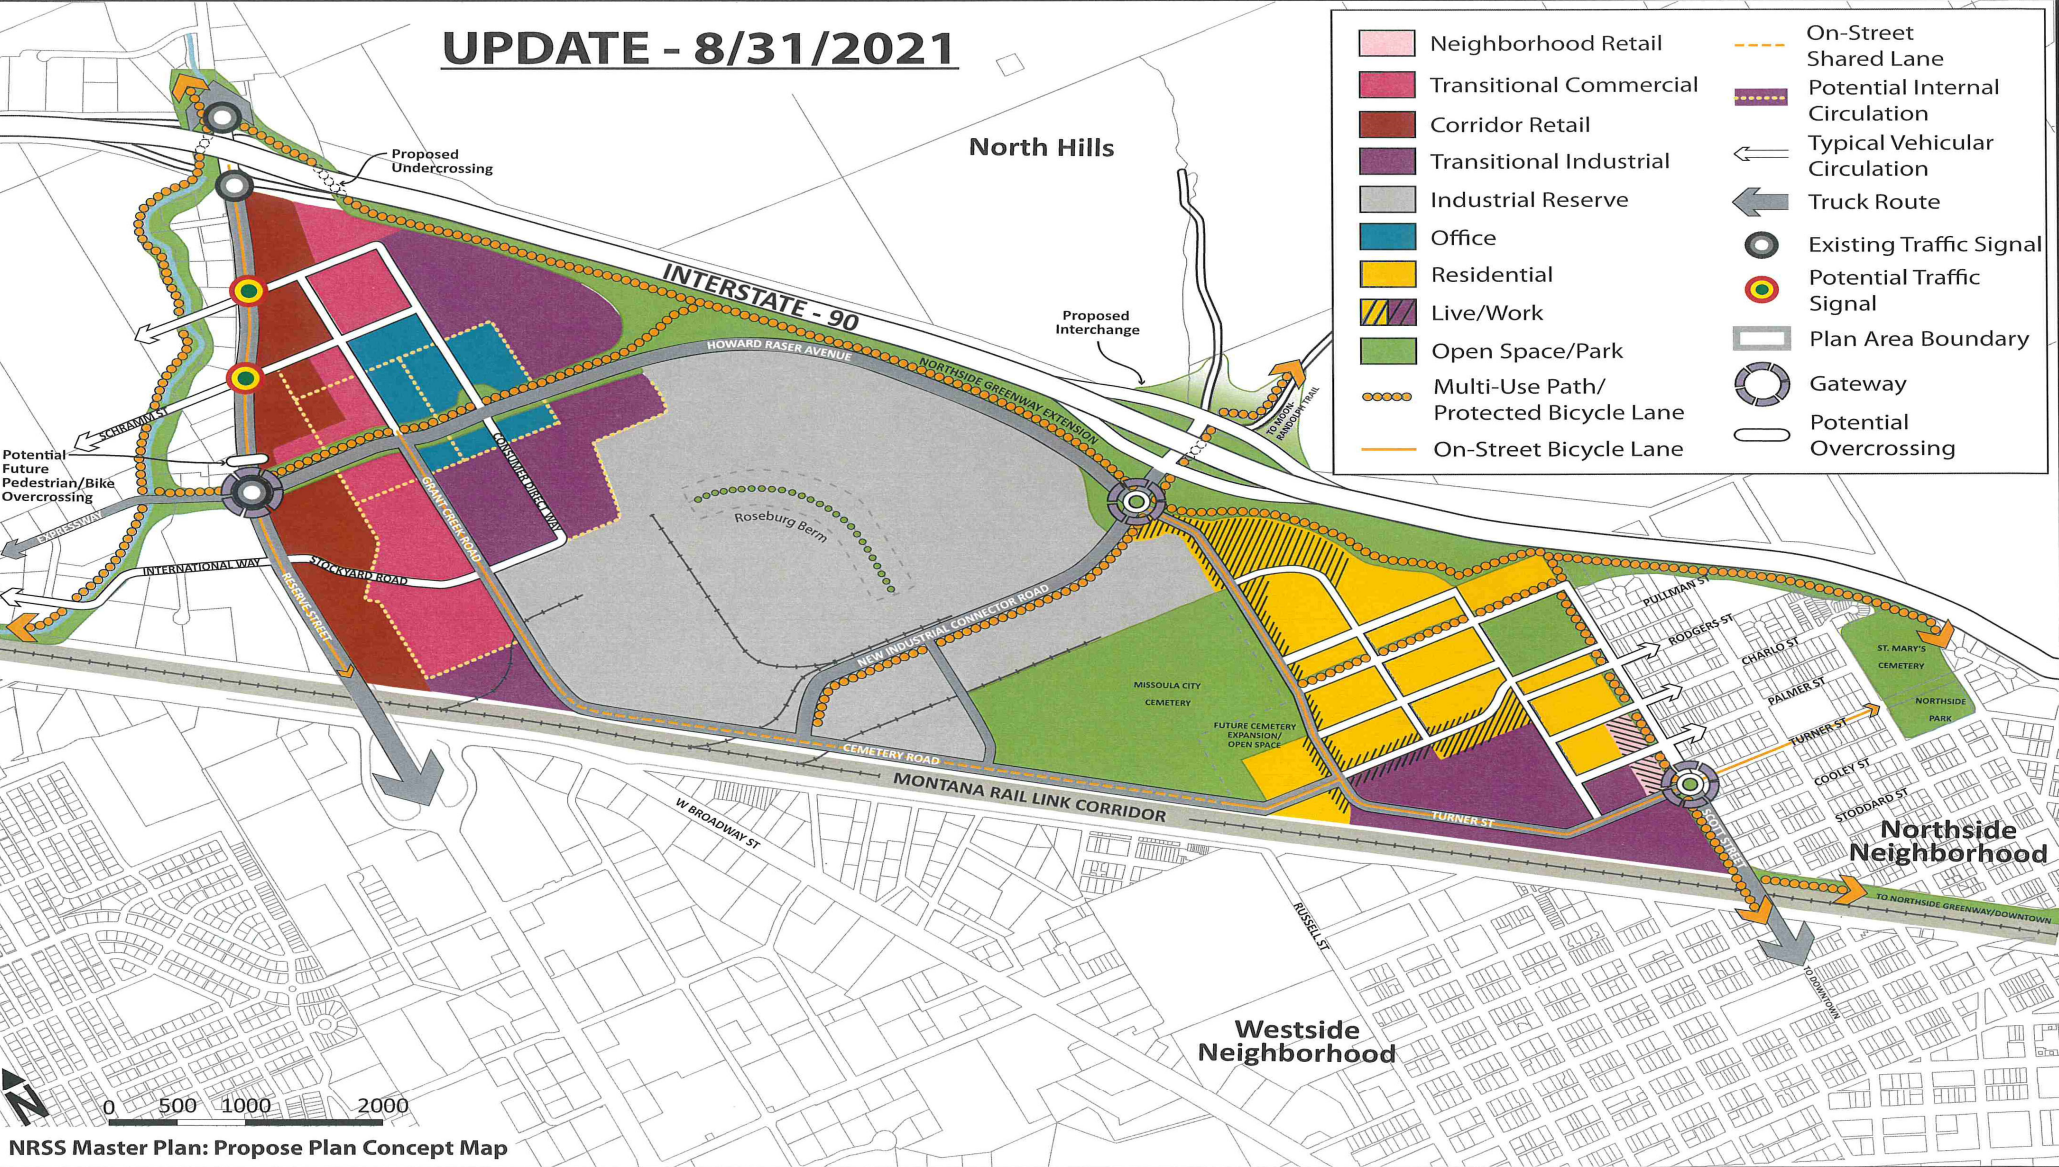 UPDATE - 8/31/2021
Neighborhood Retail
Transitional Commercial
Corridor Retail
Transitional Industrial
Industrial Reserve
Office
Residential
Live/Work
Open Space/Park
Multi-Use Path/
Protected Bicycle Lane
On-Street Bicycle Lane
On-Street
Shared Lane
Potential Internal
Circulation
Typical Vehicular
Circulation
Truck Route
Existing Traffic Signal
Potential Traffic
Signal
Plan Area Boundary
Gateway
Potential
Overcrossing
North Hills
Proposed
Undercrossing
INTERSTATE - 90
Proposed
Interchange
HOWARD RASER AVENUE
NORTHSIDE GREENWAY EXTENSION
TO MOON-
RANDOLPH TRAIL
SCHRAMM ST
Potential
Future
Pedestrian/Bike
Overcrossing
EXPRESSWAY
INTERNATIONAL WAY
STOCKYARD ROAD
RESERVE STREET
GRANT CREEK ROAD
CONSUMER DIRECT WAY
Roseburg Berm
NEW INDUSTRIAL CONNECTOR ROAD
MISSOULA CITY
CEMETERY
FUTURE CEMETERY
EXPANSION/
OPEN SPACE
CEMETERY ROAD
MONTANA RAIL LINK CORRIDOR
W BROADWAY ST
RUSSELL ST
TURNER ST
PULLMAN ST
RODGERS ST
CHARLO ST
PALMER ST
TURNER ST
COOLEY ST
STODDARD ST
ST. MARY'S
CEMETERY
NORTHSIDE
PARK
SCOTT STREET
Northside
Neighborhood
TO NORTHSIDE GREENWAY/DOWNTOWN
TO DOWNTOWN
Westside
Neighborhood
N
0 500 1000 2000
NRSS Master Plan: Propose Plan Concept Map